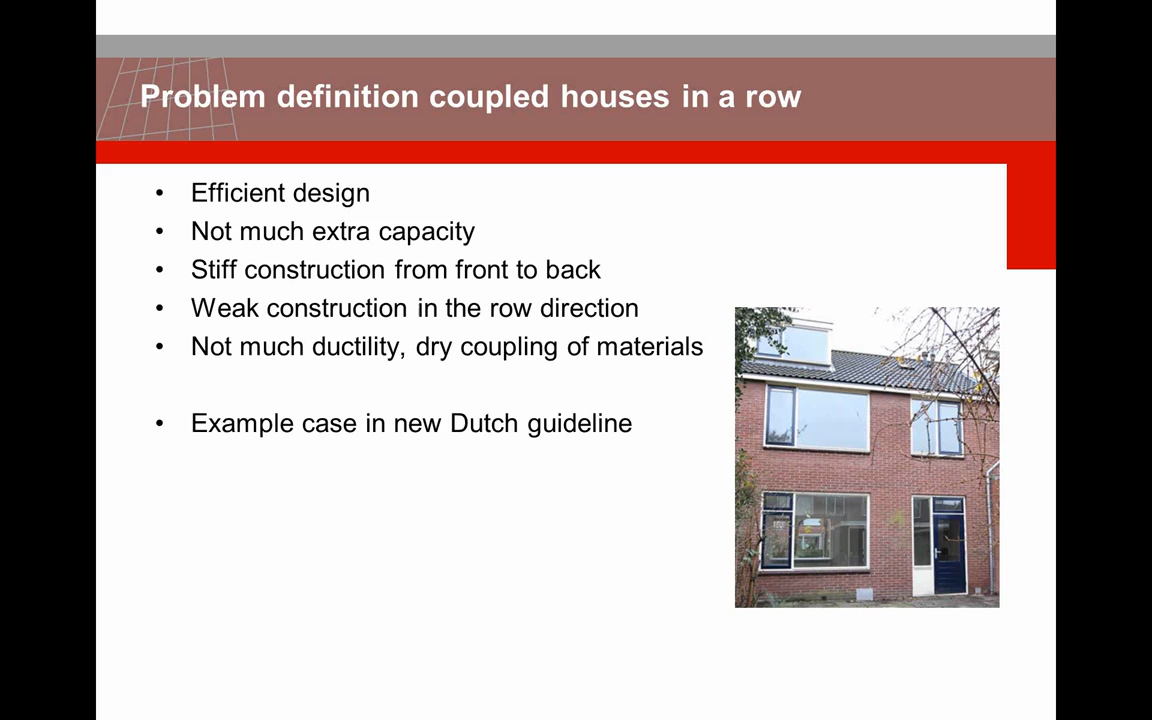 Problem definition coupled houses in a row
• Efficient design
• Not much extra capacity
• Stiff construction from front to back
• Weak construction in the row direction
• Not much ductility, dry coupling of materials
• Example case in new Dutch guideline